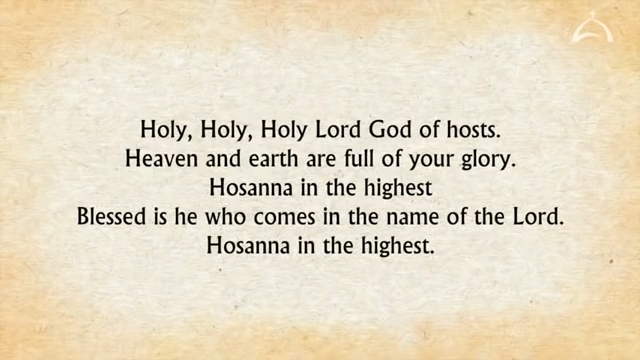 Holy, Holy, Holy Lord God of hosts.
Heaven and earth are full of your glory.
Hosanna in the highest
Blessed is he who comes in the name of the Lord.
Hosanna in the highest.